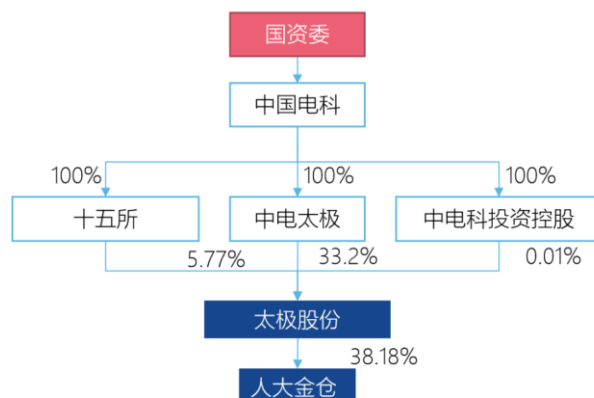 国资委
中国电科
100%
100%
100%
十五所
中电太极
中电科投资控股
5.77%
33.2%
0.01%
太极股份
38.18%
人大金仓